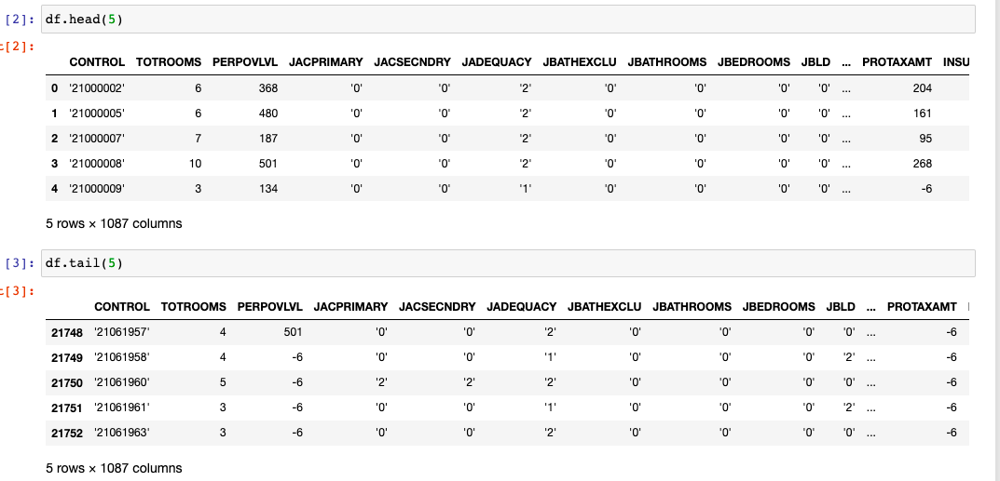 [2]: df.head(5)
[2]:
CONTROL TOTROOMS PERPOVLVL JACPRIMARY JACSECNDRY JADEQUACY JBATHEXCLU JBATHROOMS JBEDROOMS JBLD ... PROTAXAMT INSU
0 '21000002' 6 368 '0' '0' '2' '0' '0' '0' '0' ... 204
1 '21000005' 6 480 '0' '0' '2' '0' '0' '0' '0' ... 161
2 '21000007' 7 187 '0' '0' '2' '0' '0' '0' '0' ... 95
3 '21000008' 10 501 '0' '0' '2' '0' '0' '0' '0' ... 268
4 '21000009' 3 134 '0' '0' '1' '0' '0' '0' '0' ... -6
5 rows × 1087 columns
[3]: df.tail(5)
[3]:
CONTROL TOTROOMS PERPOVLVL JACPRIMARY JACSECNDRY JADEQUACY JBATHEXCLU JBATHROOMS JBEDROOMS JBLD ... PROTAXAMT
21748 '21061957' 4 501 '0' '0' '2' '0' '0' '0' '0' ... -6
21749 '21061958' 4 -6 '0' '0' '1' '0' '0' '0' '2' ... -6
21750 '21061960' 5 -6 '2' '2' '2' '0' '0' '0' '0' ... -6
21751 '21061961' 3 -6 '0' '0' '1' '0' '0' '0' '2' ... -6
21752 '21061963' 3 -6 '0' '0' '2' '0' '0' '0' '0' ... -6
5 rows × 1087 columns